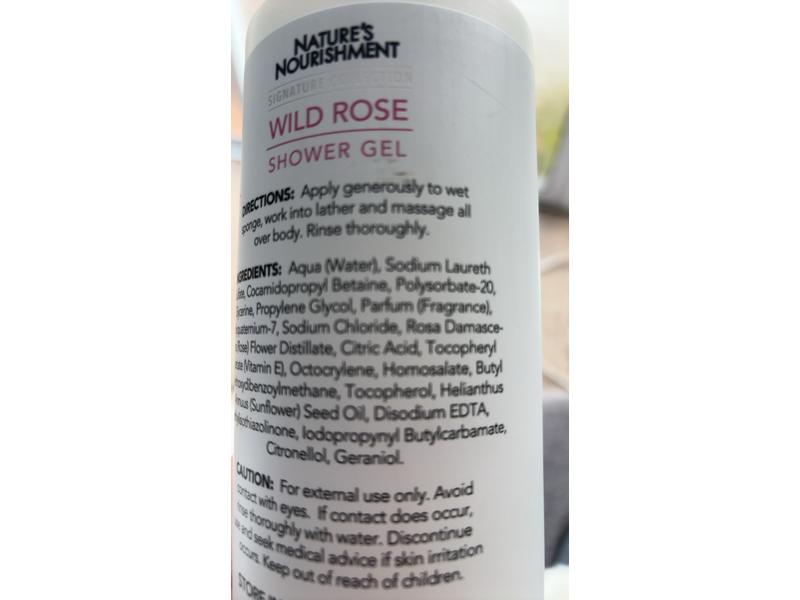 NATURE'S
NOURISHMENT
SIGNATURE COLLECTION
WILD ROSE
SHOWER GEL
DIRECTIONS: Apply generously to wet
sponge, work into lather and massage all
over body. Rinse thoroughly.
Aqua (Water), Sodium Laureth
Cocamidopropyl Betaine, Polysorbate-20,
Propylene Glycol, Parfum (Fragrance),
Sodium Chloride, Rosa Damasce-
Rose) Flower Distillate, Citric Acid, Tocopheryl
(Vitamin E), Octocrylene, Homosalate, Butyl
Tocopherol, Helianthus
(Sunflower) Seed Oil, Disodium EDTA,
Iodopropynyl Butylcarbamate,
Citronellol, Geraniol.
CAUTION: For external use only. Avoid
contact with eyes. If contact does occur,
rinse thoroughly with water. Discontinue
and seek medical advice if skin irritation
occurs. Keep out of reach of children.
STORE